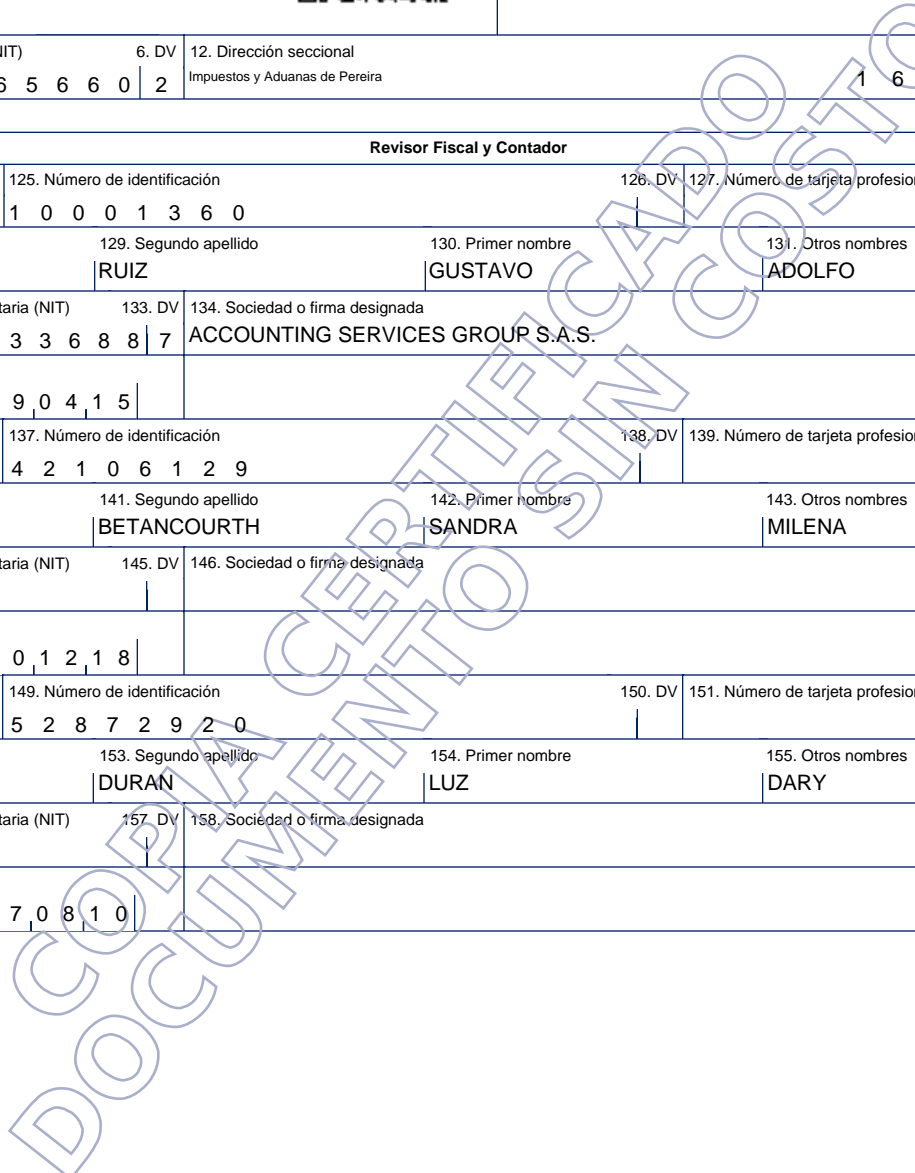 IT) 6. DV 12. Dirección seccional
6 5 6 6 0 2 Impuestos y Aduanas de Pereira 1 6
Revisor Fiscal y Contador
125. Número de identificación 126. DV 127. Número de tarjeta profesion
1 0 0 0 1 3 6 0
129. Segundo apellido 130. Primer nombre 131. Otros nombres
RUIZ GUSTAVO ADOLFO
taria (NIT) 133. DV 134. Sociedad o firma designada
3 3 6 8 8 7 ACCOUNTING SERVICES GROUP S.A.S.
9 0 4 1 5
137. Número de identificación 138. DV 139. Número de tarjeta profesion
4 2 1 0 6 1 2 9
141. Segundo apellido 142. Primer nombre 143. Otros nombres
BETANCOURTH SANDRA MILENA
taria (NIT) 145. DV 146. Sociedad o firma designada
0 1 2 1 8
149. Número de identificación 150. DV 151. Número de tarjeta profesion
5 2 8 7 2 9 2 0
153. Segundo apellido 154. Primer nombre 155. Otros nombres
DURAN LUZ DARY
taria (NIT) 157. DV 158. Sociedad o firma designada
7 0 8 1 0
COPIA CERTIFICADO
DOCUMENTO SIN COSTO